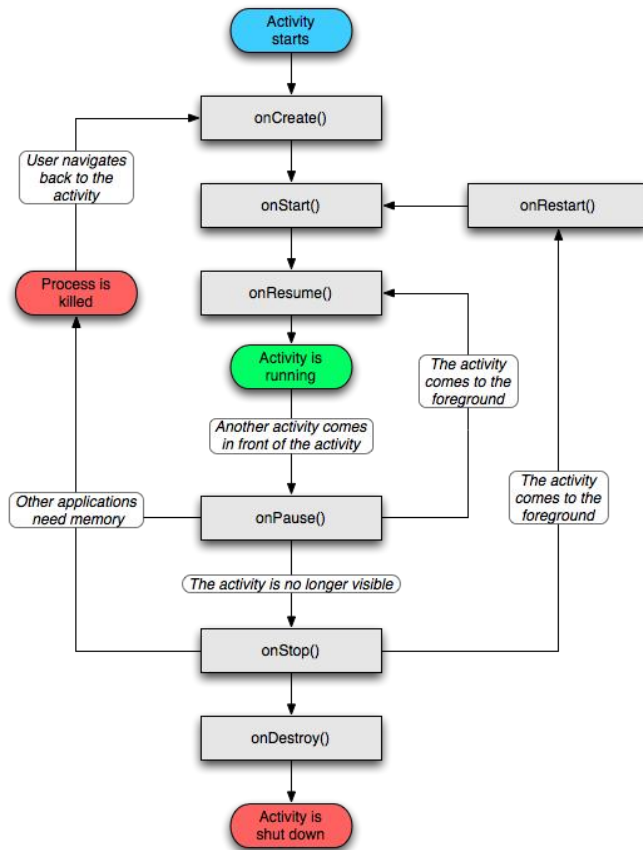 Activity
starts
onCreate()
User navigates
back to the
activity
onStart()
onRestart()
Process is
killed
onResume()
Activity is
running
The activity
comes to the
foreground
Another activity comes
in front of the activity
Other applications
need memory
onPause()
The activity
comes to the
foreground
The activity is no longer visible
onStop()
onDestroy()
Activity is
shut down